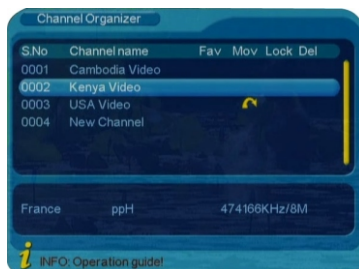 Channel Organizer
S.No Channel name Fav Mov Lock Del
0001 Cambodia Video
0002 Kenya Video
0003 USA Video
0004 New Channel
France ppH 474166KHz/8M
INFO: Operation guide!